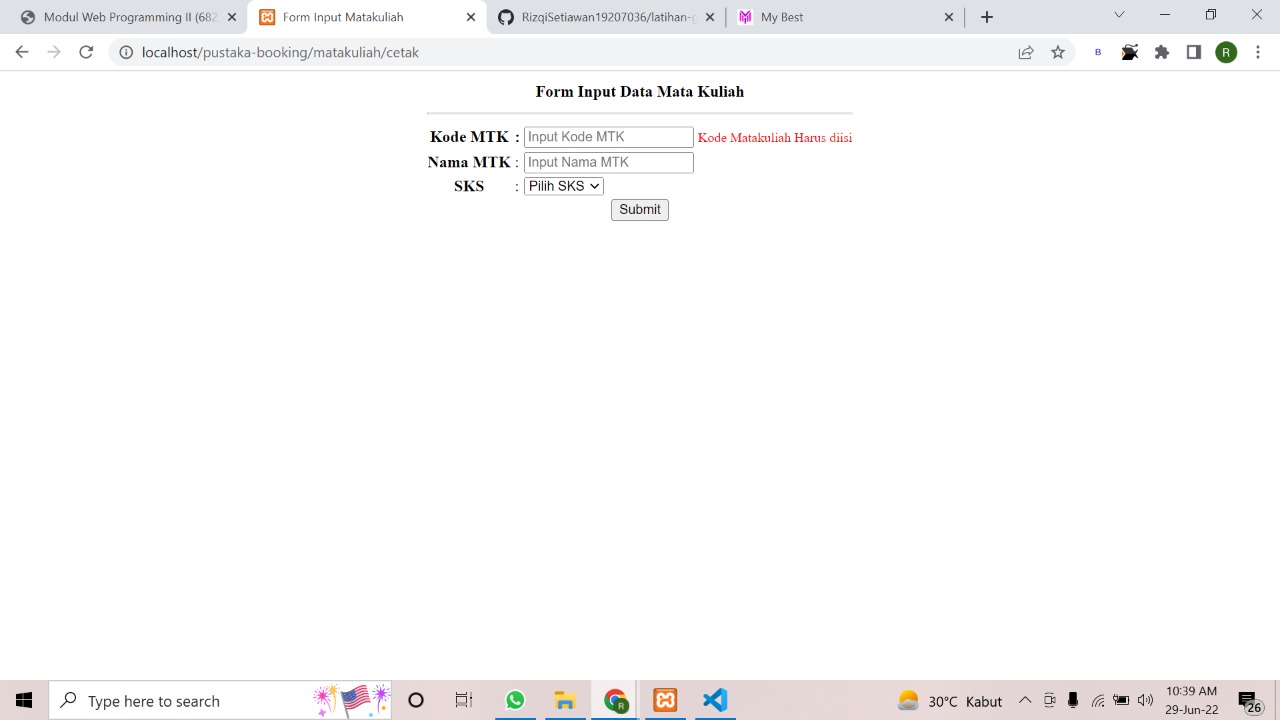 Modul Web Programming II (682
Form Input Matakuliah
RizqiSetiawan19207036/latihan-g
My Best
localhost/pustaka-booking/matakuliah/cetak
B
R
Form Input Data Mata Kuliah
Kode MTK : Input Kode MTK Kode Matakuliah Harus diisi
Nama MTK : Input Nama MTK
SKS : Pilih SKS
Submit
Type here to search
R
30°C Kabut
10:39 AM
29-Jun-22
26